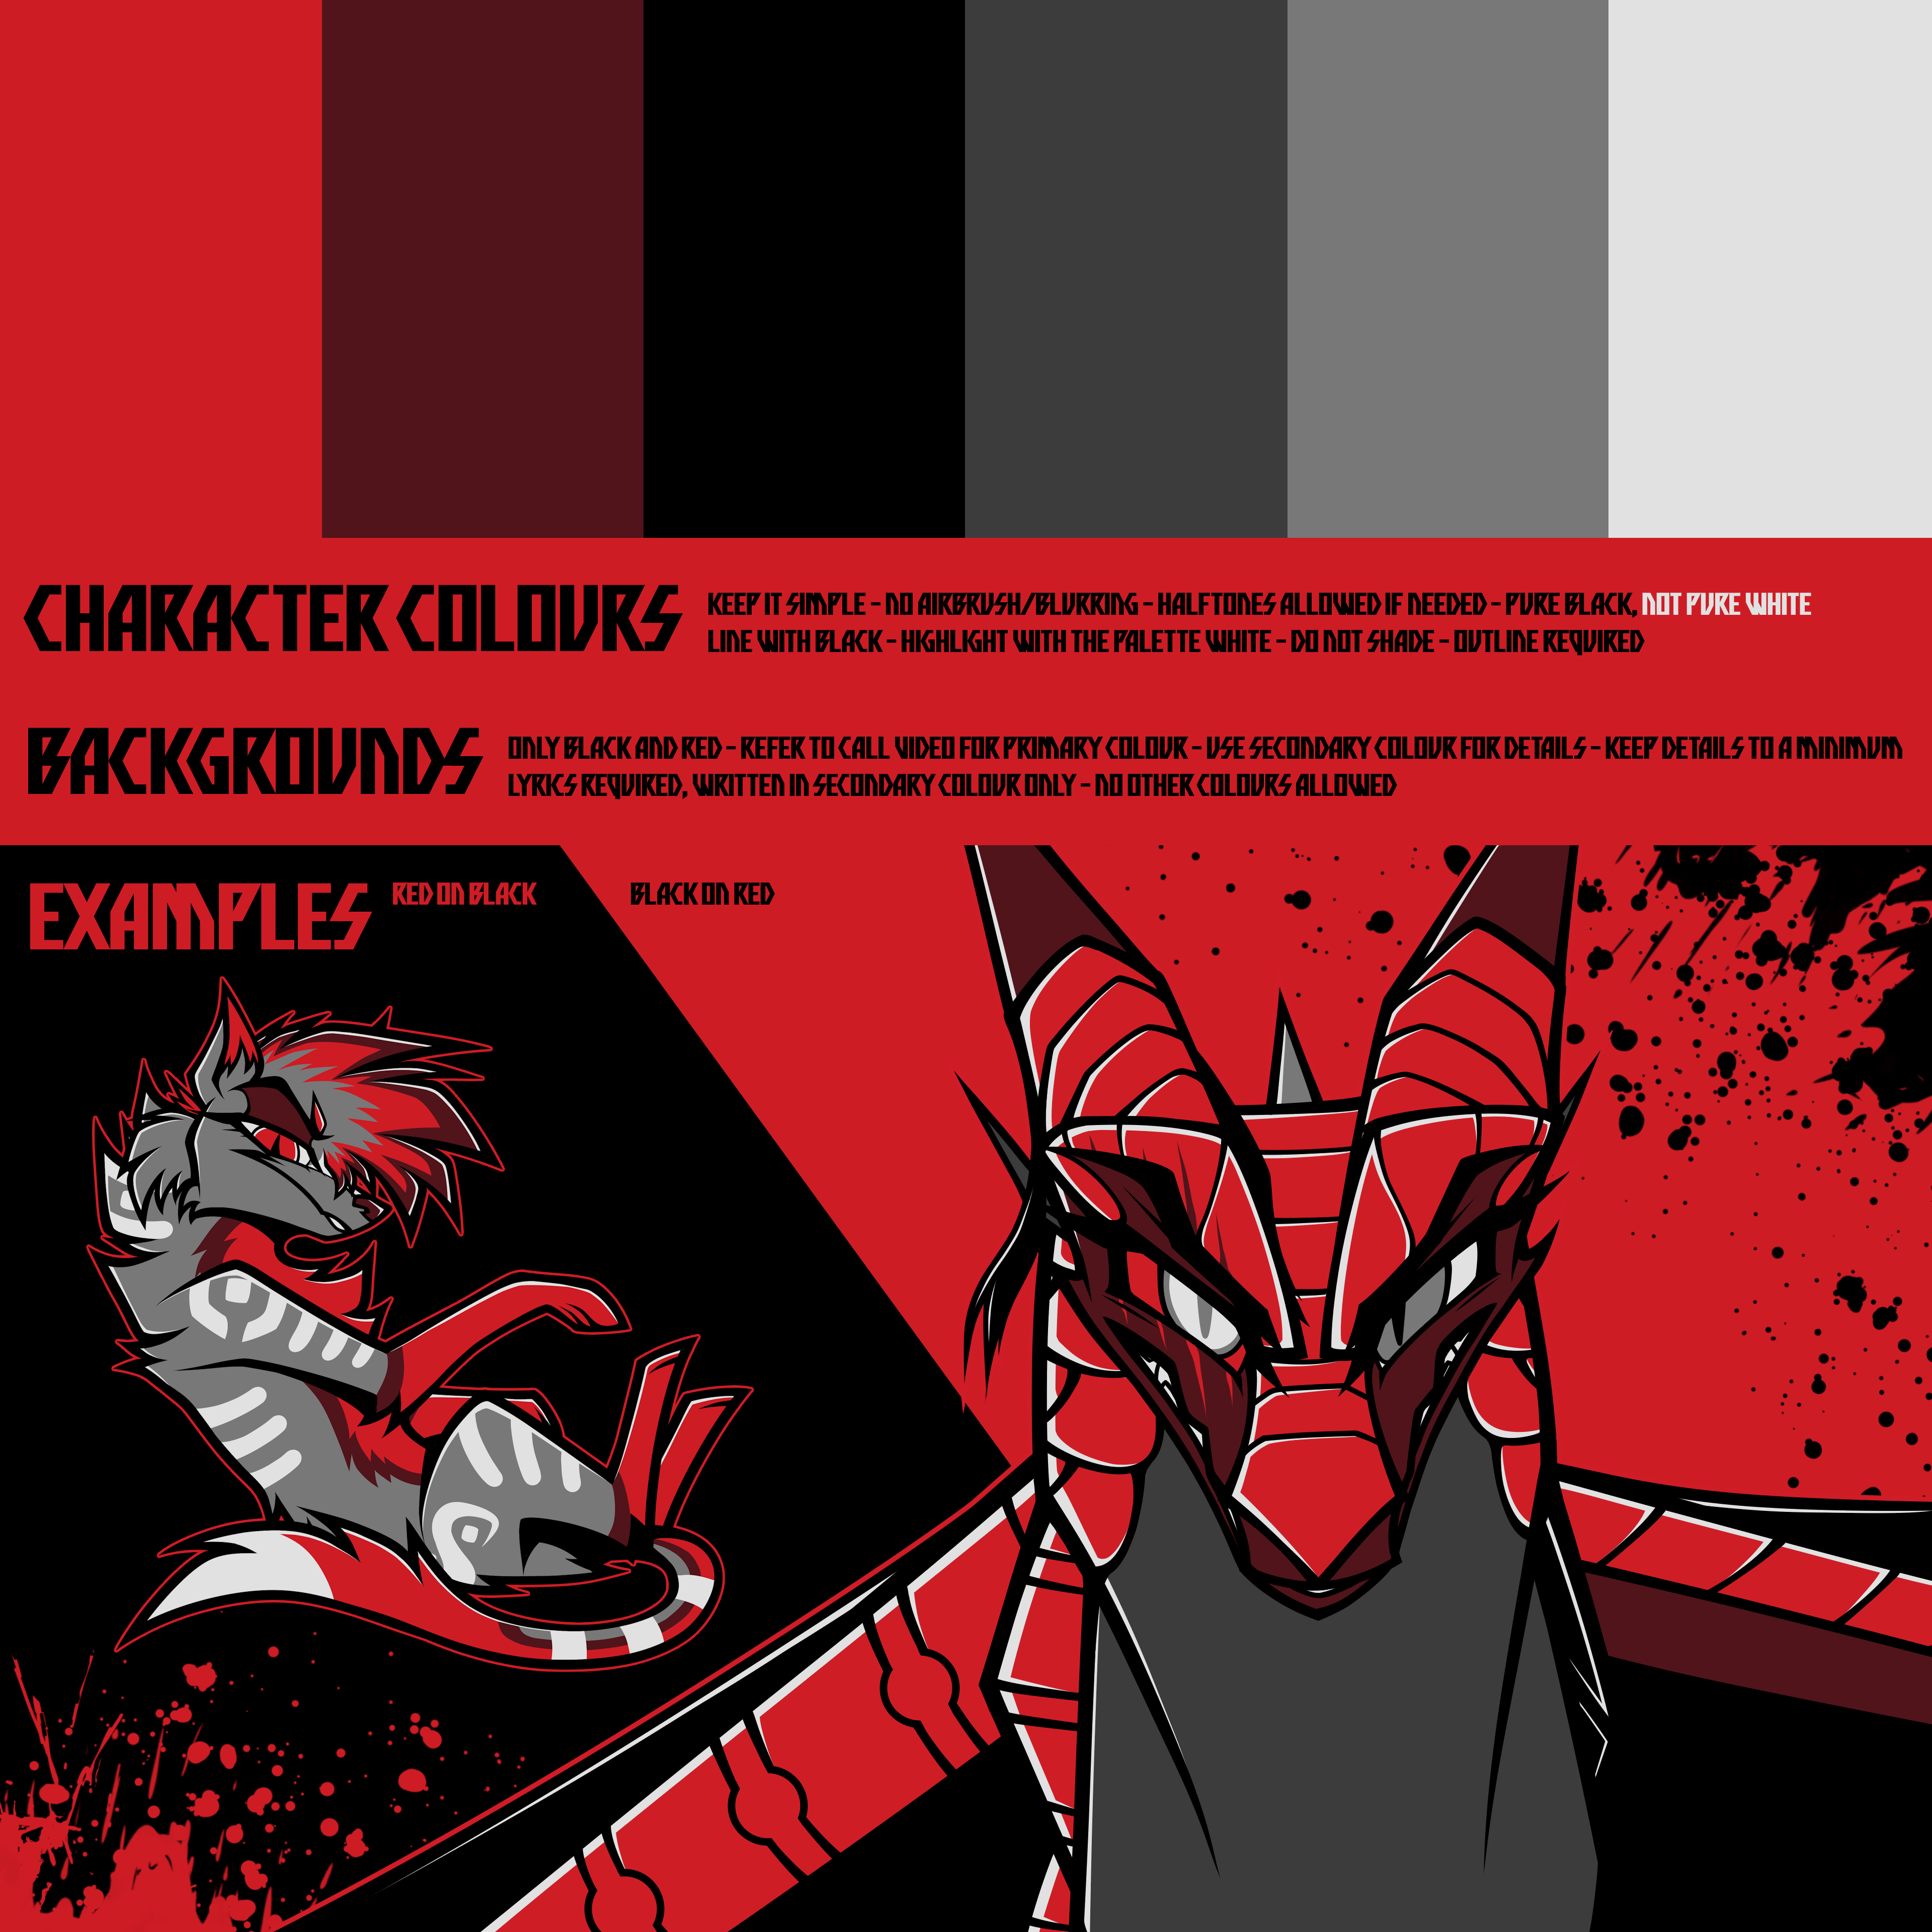 CHARACTER COLOURS
KEEP IT SIMPLE - NO AIRBRUSH/BLURRING - HALFTONES ALLOWED IF NEEDED - PURE BLACK, NOT PURE WHITE
LINE WITH BLACK - HIGHLIGHT WITH THE PALETTE WHITE - DO NOT SHADE - OUTLINE REQUIRED
BACKGROUNDS
ONLY BLACK AND RED - REFER TO CALL VIDEO FOR PRIMARY COLOUR - USE SECONDARY COLOUR FOR DETAILS - KEEP DETAILS TO A MINIMUM
LYRICS REQUIRED, WRITTEN IN SECONDARY COLOUR ONLY - NO OTHER COLOURS ALLOWED
EXAMPLES
RED ON BLACK
BLACK ON RED